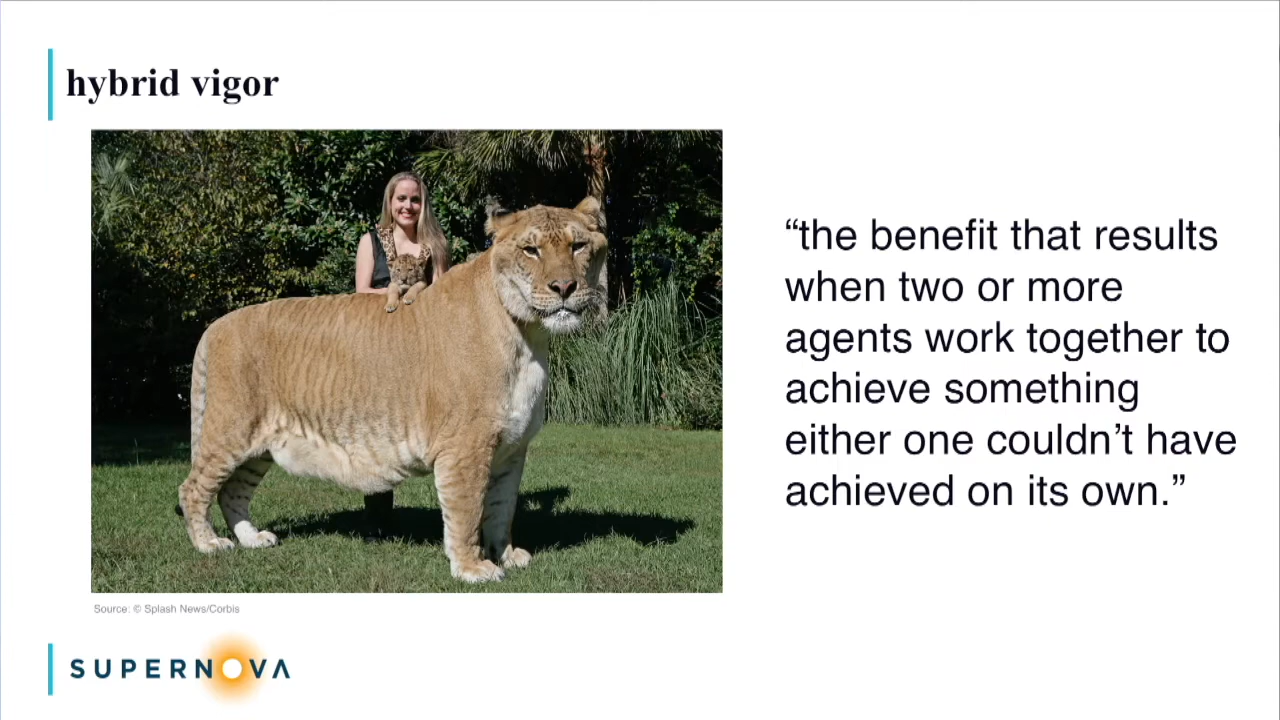 hybrid vigor
“the benefit that results
when two or more
agents work together to
achieve something
either one couldn’t have
achieved on its own.”
Source: © Splash News/Corbis
SUPERNOVA